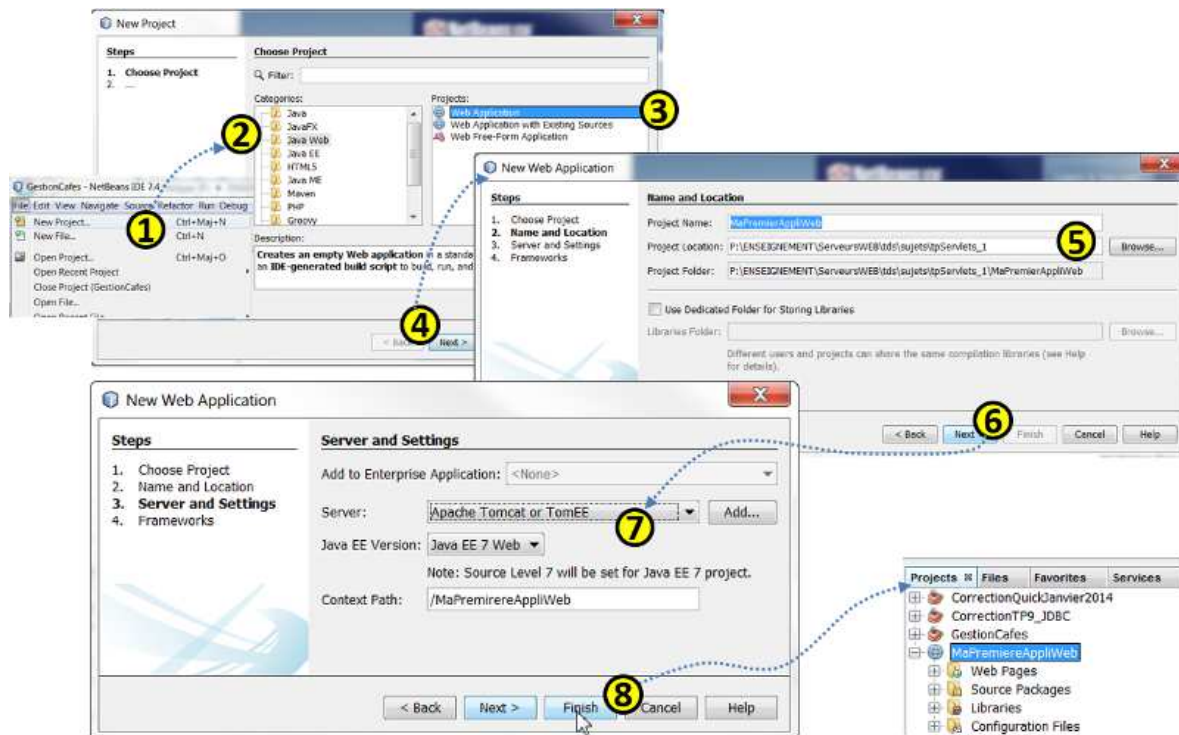 New Project
Steps
1. Choose Project
2. ...
Choose Project
Filter:
Categories:
Java
JavaFX
Java Web
Java EE
HTML5
Java ME
Maven
PHP
Groovy
Projects:
Web Application
Web Application with Existing Sources
Web Free-Form Application
2
3
Description:
Creates an empty Web application in a standa
an IDE-generated build script to build, run, and
< Back Next >
4
GestionCafes - NetBeans IDE 7.4
File Edit View Navigate Source Refactor Run Debug
New Project... Ctrl+Maj+N
New File... Ctrl+N
Open Project... Ctrl+Maj+O
Open Recent Project
Close Project (GestionCafes)
Open File...
Open Recent File
1
New Web Application
Steps
1. Choose Project
2. Name and Location
3. Server and Settings
4. Frameworks
Name and Location
Project Name: MaPremierAppliWeb
Project Location: P:\ENSEIGNEMENT\ServeursWEB\tds\sujets\tpServlets_1 Browse...
Project Folder: P:\ENSEIGNEMENT\ServeursWEB\tds\sujets\tpServlets_1\MaPremierAppliWeb
5
Use Dedicated Folder for Storing Libraries
Libraries Folder: Browse...
Different users and projects can share the same compilation libraries (see Help
for details).
< Back Next Finish Cancel Help
6
New Web Application
Steps
1. Choose Project
2. Name and Location
3. Server and Settings
4. Frameworks
Server and Settings
Add to Enterprise Application: <None>
Server: Apache Tomcat or TomEE Add...
7
Java EE Version: Java EE 7 Web
Note: Source Level 7 will be set for Java EE 7 project.
Context Path: /MaPremirereAppliWeb
< Back Next > Finish Cancel Help
8
Projects Files Favorites Services
CorrectionQuickJanvier2014
CorrectionTP9_JDBC
GestionCafes
MaPremiereAppliWeb
Web Pages
Source Packages
Libraries
Configuration Files